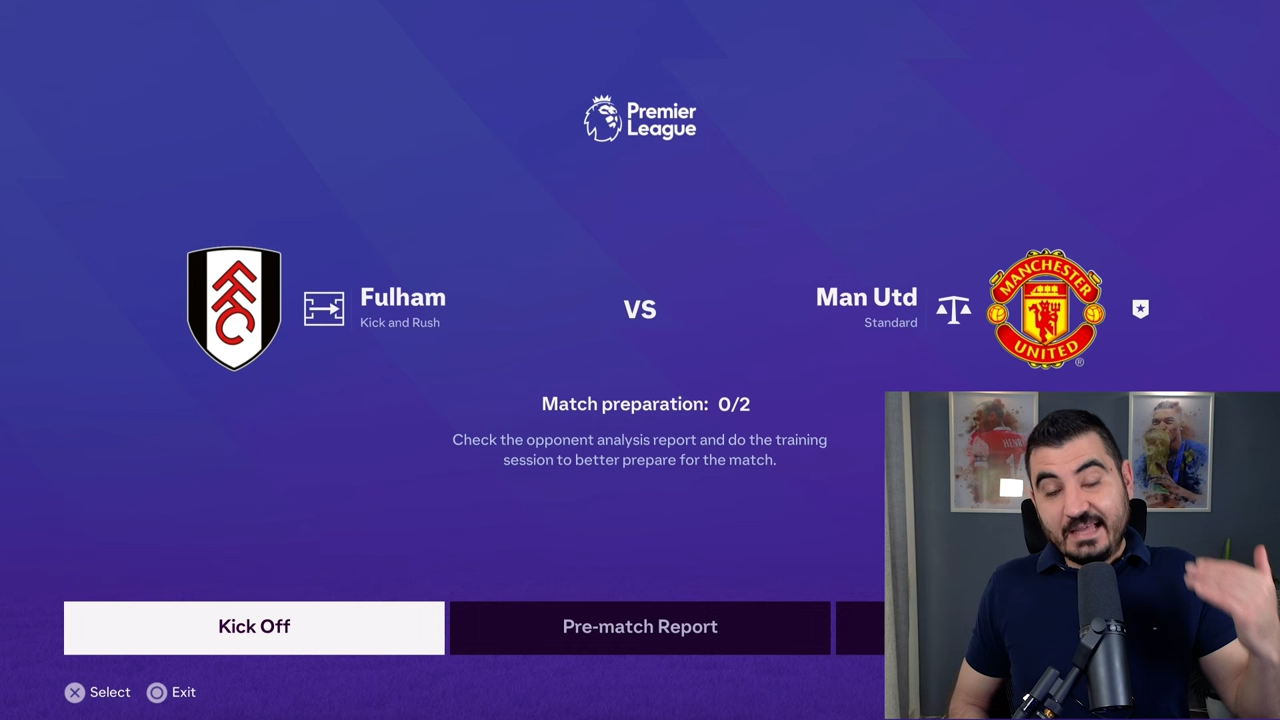 Premier
League
FFC
Fulham
Kick and Rush
VS
Man Utd
Standard
MANCHESTER
UNITED
®
Match preparation: 0/2
Check the opponent analysis report and do the training
session to better prepare for the match.
HENR
Kick Off
Pre-match Report
Select
Exit